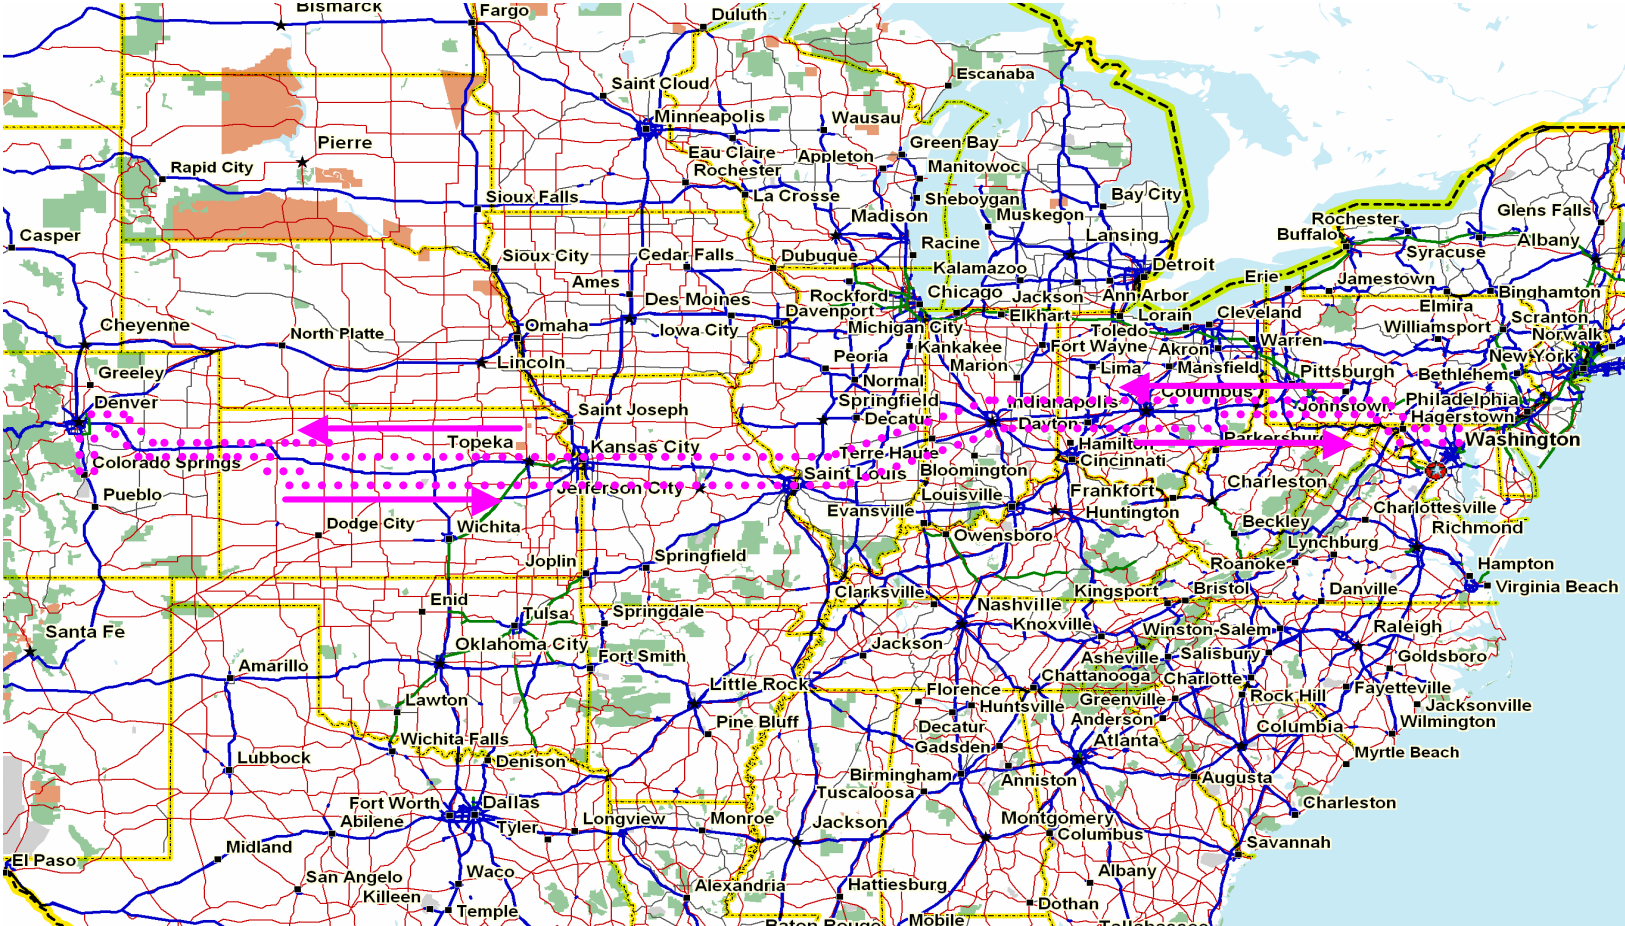 Bismarck
Fargo
Duluth
Escanaba
Saint Cloud
Minneapolis
Wausau
Pierre
Eau Claire
Appleton
Green Bay
Rapid City
Rochester
Manitowoc
Sioux Falls
La Crosse
Sheboygan
Bay City
Madison
Muskegon
Rochester
Glens Falls
Casper
Racine
Lansing
Buffalo
Albany
Sioux City
Cedar Falls
Dubuque
Syracuse
Kalamazoo
Detroit
Erie
Jamestown
Ames
Rockford
Chicago
Jackson
Ann Arbor
Binghamton
Des Moines
Davenport
Elkhart
Lorain
Cleveland
Elmira
Scranton
Cheyenne
North Platte
Omaha
Iowa City
Michigan City
Toledo
Williamsport
Norwalk
Kankakee
Fort Wayne
Akron
Warren
New York
Lincoln
Peoria
Marion
Lima
Mansfield
Pittsburgh
Bethlehem
Greeley
Normal
Denver
Springfield
Indianapolis
Columbus
Johnstown
Philadelphia
Saint Joseph
Decatu
Dayton
Hagerstown
Topeka
Kansas City
Terre Haute
Hamilton
Parkersburg
Washington
Colorado Springs
Saint Louis
Bloomington
Cincinnati
Pueblo
Jefferson City
Louisville
Frankfort
Charleston
Evansville
Huntington
Charlottesville
Dodge City
Wichita
Owensboro
Beckley
Richmond
Joplin
Springfield
Lynchburg
Roanoke
Hampton
Clarksville
Kingsport
Bristol
Danville
Virginia Beach
Enid
Tulsa
Springdale
Nashville
Knoxville
Santa Fe
Oklahoma City
Jackson
Winston-Salem
Raleigh
Amarillo
Fort Smith
Asheville
Salisbury
Goldsboro
Little Rock
Chattanooga
Charlotte
Florence
Greenville
Rock Hill
Fayetteville
Lawton
Huntsville
Jacksonville
Pine Bluff
Decatur
Anderson
Columbia
Wilmington
Wichita Falls
Gadsden
Atlanta
Myrtle Beach
Lubbock
Denison
Birmingham
Anniston
Augusta
Tuscaloosa
Fort Worth
Dallas
Charleston
Abilene
Tyler
Longview
Monroe
Jackson
Montgomery
Columbus
Midland
Savannah
El Paso
San Angelo
Waco
Alexandria
Hattiesburg
Albany
Killeen
Temple
Dothan
Baton Rouge
Mobile
Tallahassee